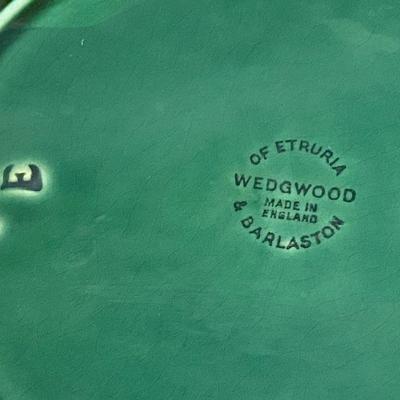 OF ETRURIA
WEDGWOOD
MADE IN
ENGLAND
& BARLASTON
E